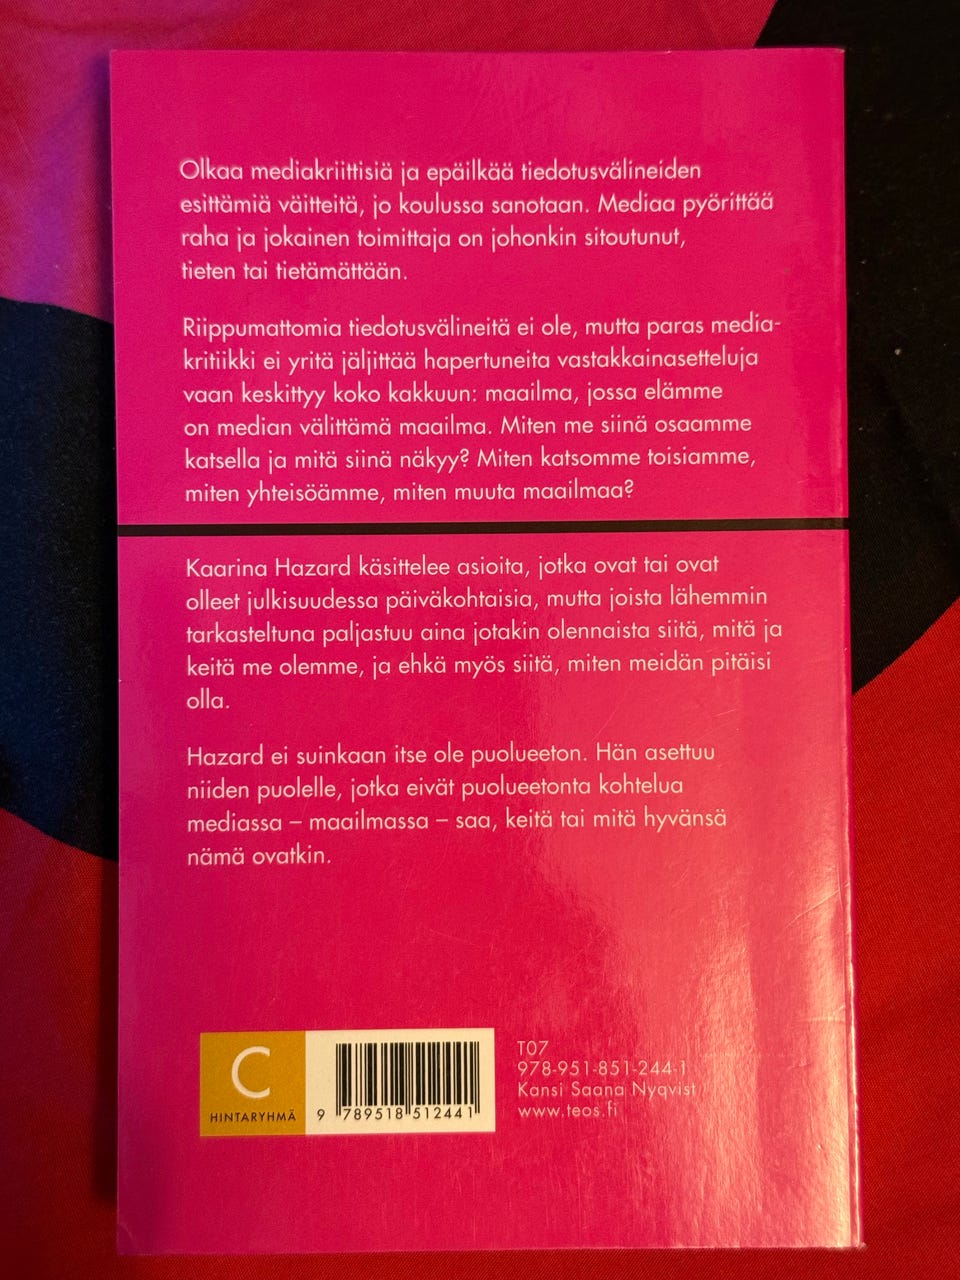 Olkaa mediakriittisiä ja epäilkää tiedotusvälineiden
esittämiä väitteitä, jo koulussa sanotaan. Mediaa pyörittää
raha ja jokainen toimittaja on johonkin sitoutunut,
tieten tai tietämättään.
Riippumattomia tiedotusvälineitä ei ole, mutta paras media-
kritiikki ei yritä jäljittää hapertuneita vastakkainasetteluja
vaan keskittyy koko kakkuun: maailma, jossa elämme
on median välittämä maailma. Miten me siinä osaamme
katsella ja mitä siinä näkyy? Miten katsomme toisiamme,
miten yhteisöämme, miten muuta maailmaa?
Kaarina Hazard käsittelee asioita, jotka ovat tai ovat
olleet julkisuudessa päiväkohtaisia, mutta joista lähemmin
tarkasteltuna paljastuu aina jotakin olennaista siitä, mitä ja
keitä me olemme, ja ehkä myös siitä, miten meidän pitäisi
olla.
Hazard ei suinkaan itse ole puolueeton. Hän asettuu
niiden puolelle, jotka eivät puolueetonta kohtelua
mediassa – maailmassa – saa, keitä tai mitä hyvänsä
nämä ovatkin.
C
HINTARYHMÄ
9 789518 512441
T07
978-951-851-244-1
Kansi Saana Nyqvist
www.teos.fi